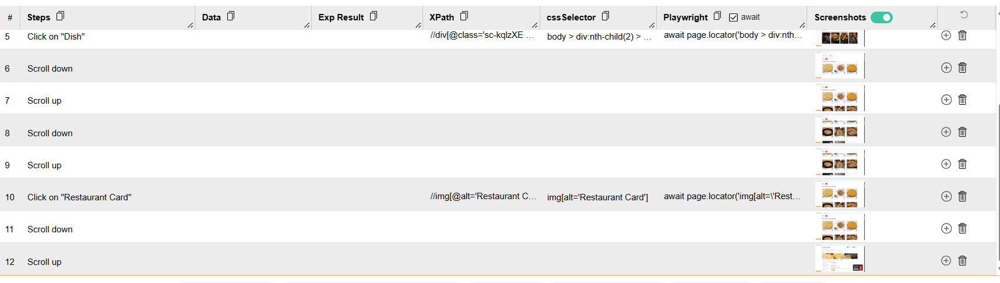 # Steps Data Exp Result XPath cssSelector Playwright await Screenshots
5 Click on "Dish" //div[@class='sc-kqlzXE ... body > div:nth-child(2) > ... await page.locator('body > div:nth...
6 Scroll down
7 Scroll up
8 Scroll down
9 Scroll up
10 Click on "Restaurant Card" //img[@alt='Restaurant C... img[alt='Restaurant Card'] await page.locator('img[alt=\'Rest...
11 Scroll down
12 Scroll up